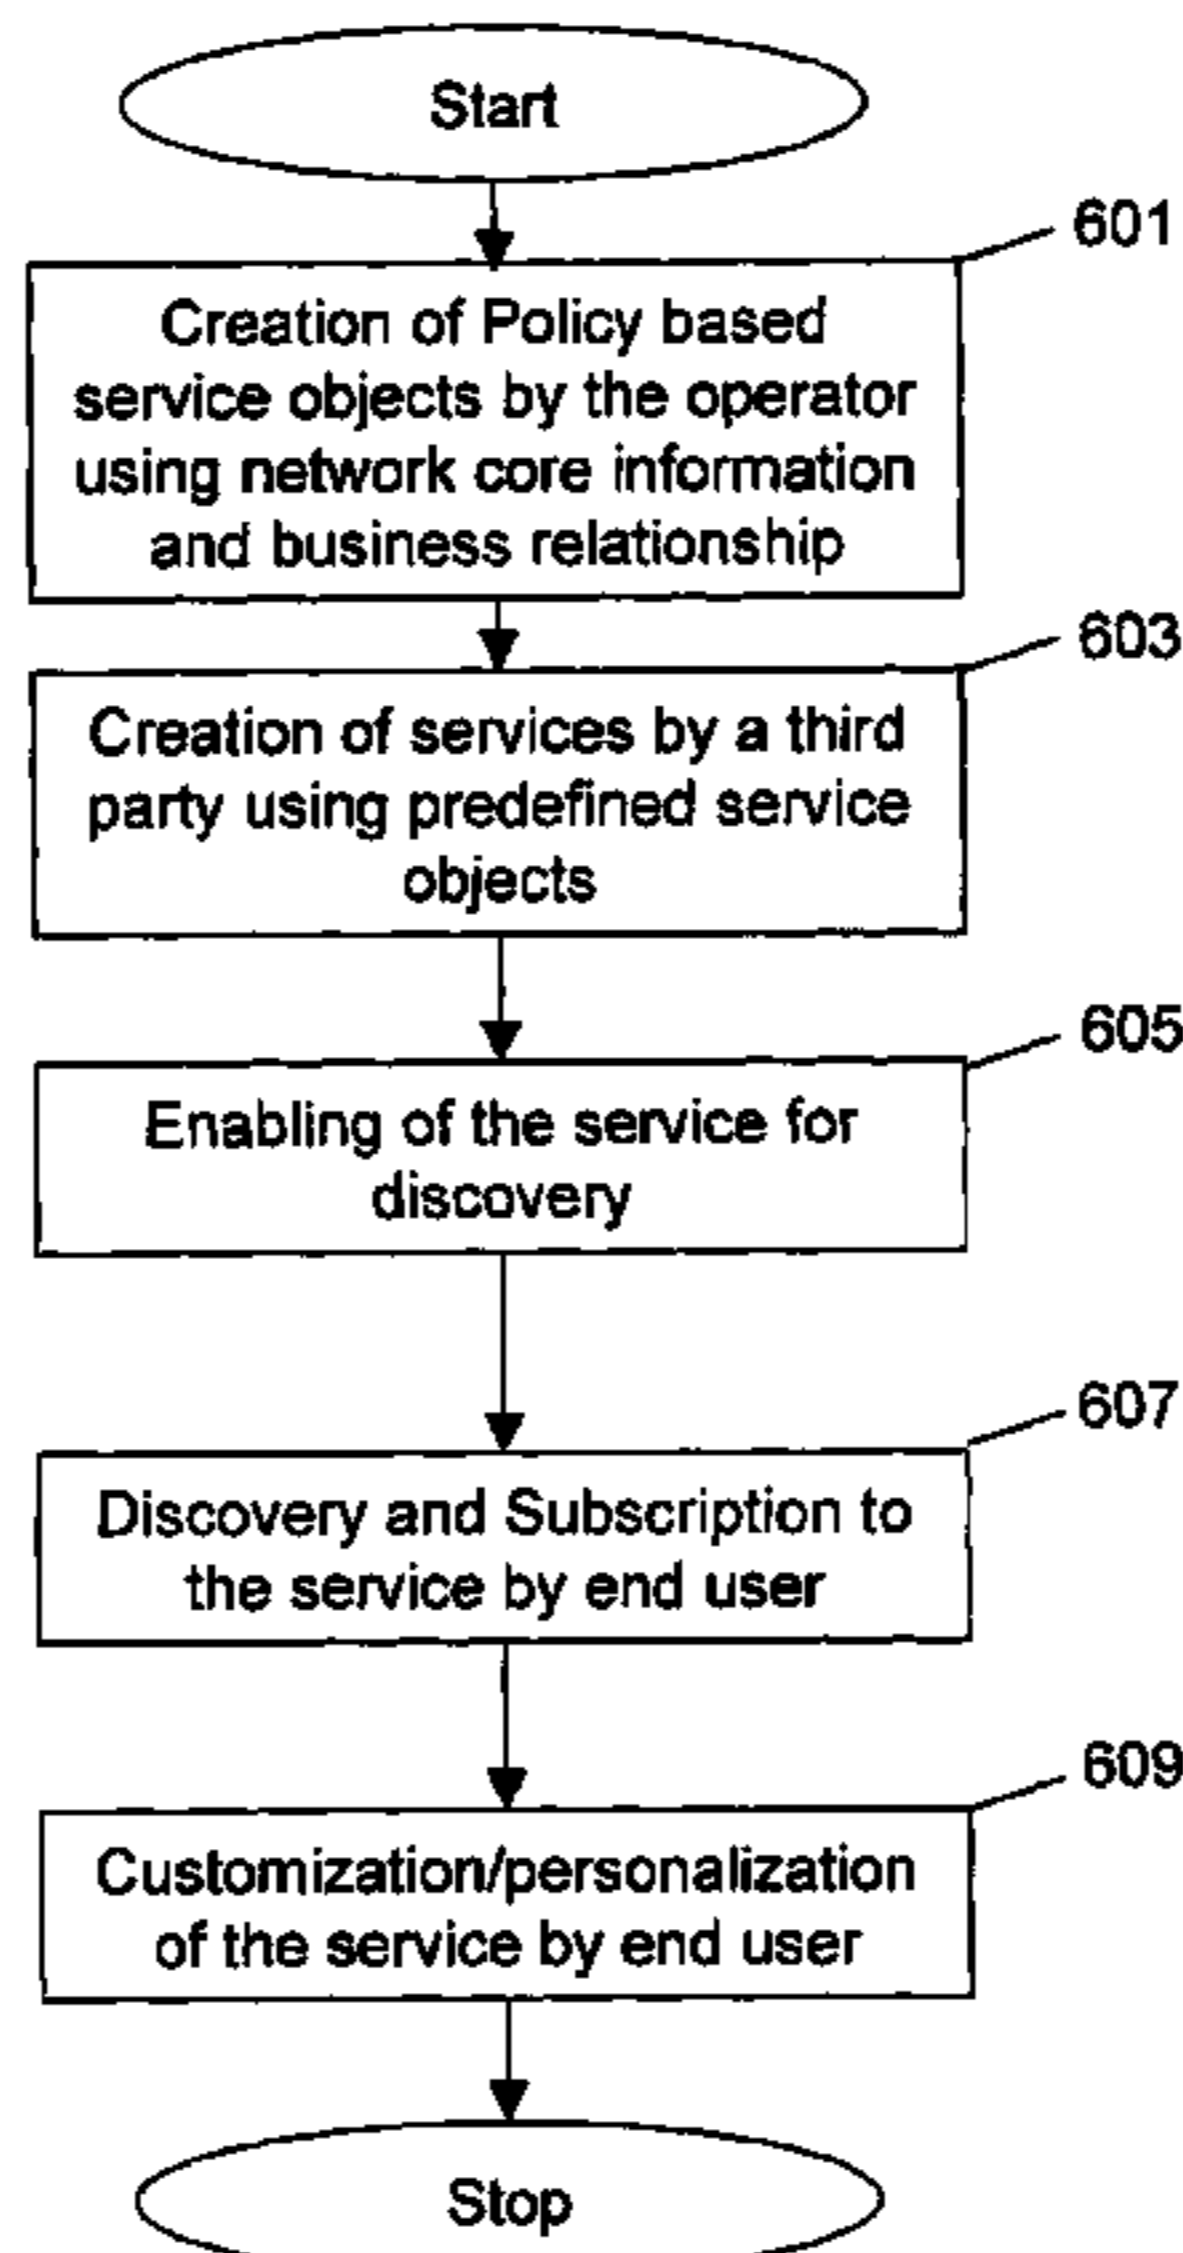 Start
601
Creation of Policy based
service objects by the operator
using network core information
and business relationship
603
Creation of services by a third
party using predefined service
objects
605
Enabling of the service for
discovery
607
Discovery and Subscription to
the service by end user
609
Customization/personalization
of the service by end user
Stop